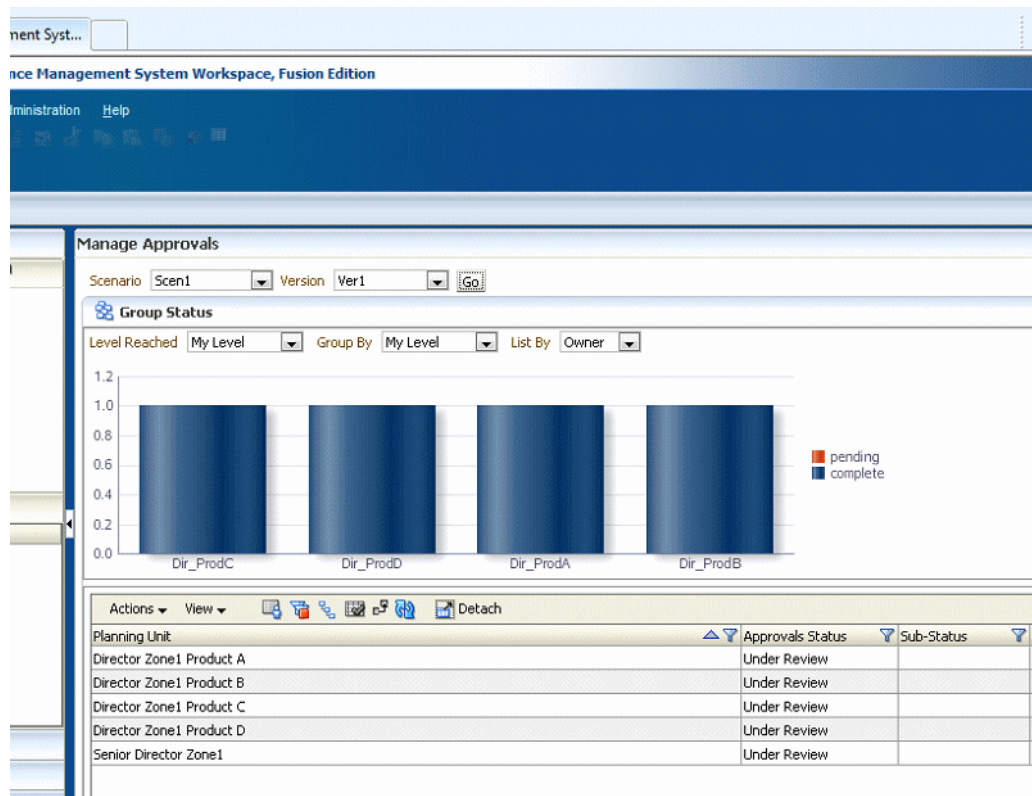 ment Syst...
nce Management System Workspace, Fusion Edition
dministration Help
Manage Approvals
Scenario Scen1 Version Ver1 Go
Group Status
Level Reached My Level Group By My Level List By Owner
1.2
1.0
0.8
0.6
0.4
0.2
0.0
pending
complete
Dir_ProdC Dir_ProdD Dir_ProdA Dir_ProdB
Actions View Detach
Planning Unit Approvals Status Sub-Status
Director Zone1 Product A Under Review
Director Zone1 Product B Under Review
Director Zone1 Product C Under Review
Director Zone1 Product D Under Review
Senior Director Zone1 Under Review